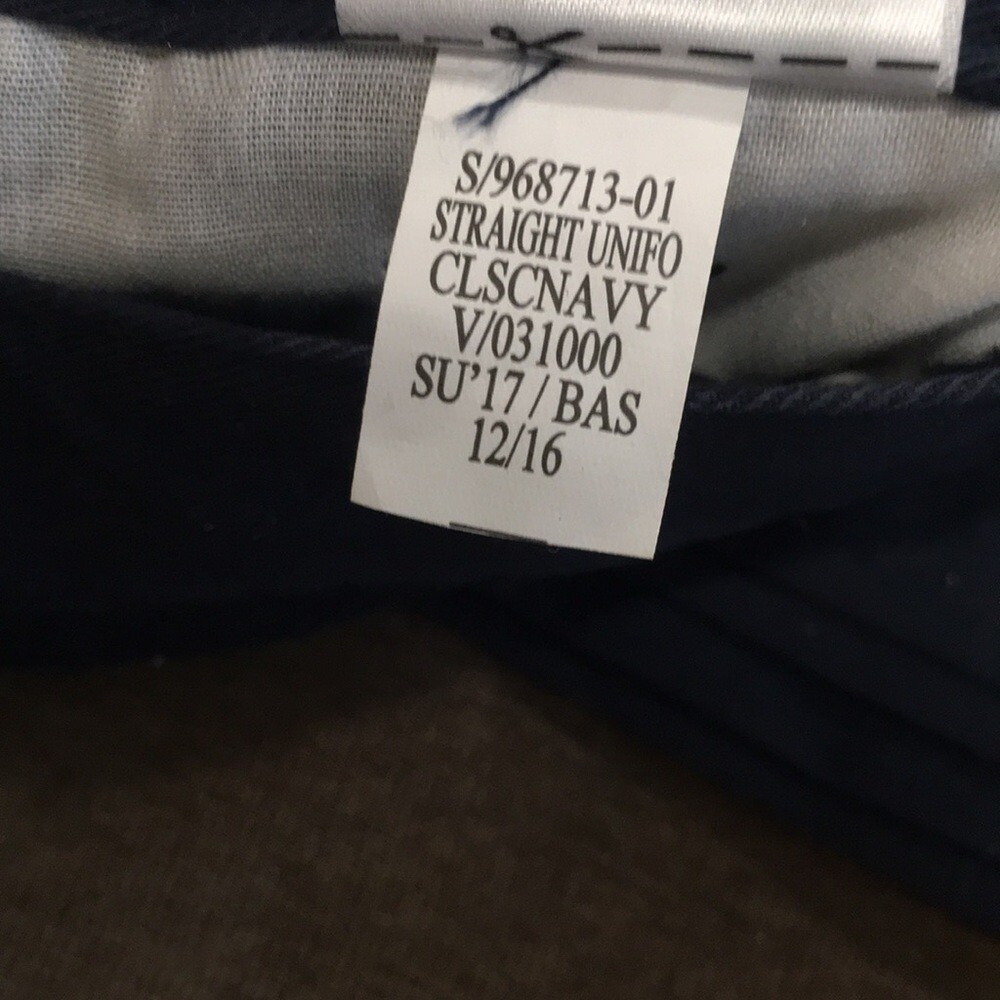 S/968713-01
STRAIGHT UNIFO
CLSCNAVY
V/031000
SU'17 / BAS
12/16